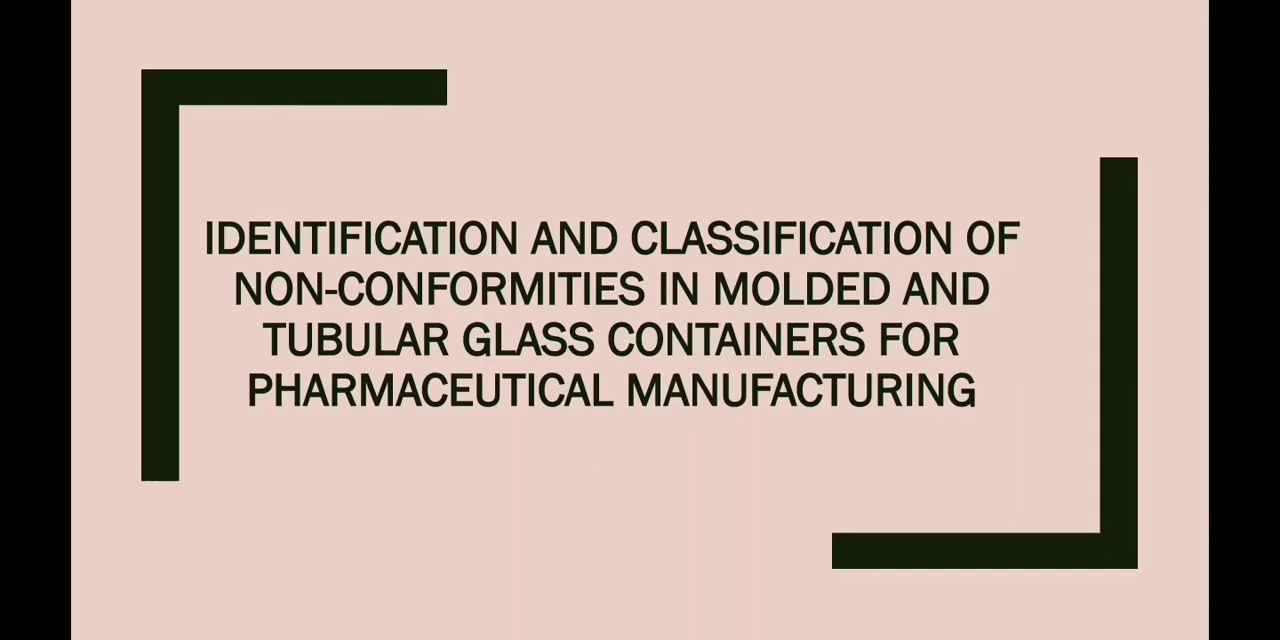 IDENTIFICATION AND CLASSIFICATION OF
NON-CONFORMITIES IN MOLDED AND
TUBULAR GLASS CONTAINERS FOR
PHARMACEUTICAL MANUFACTURING